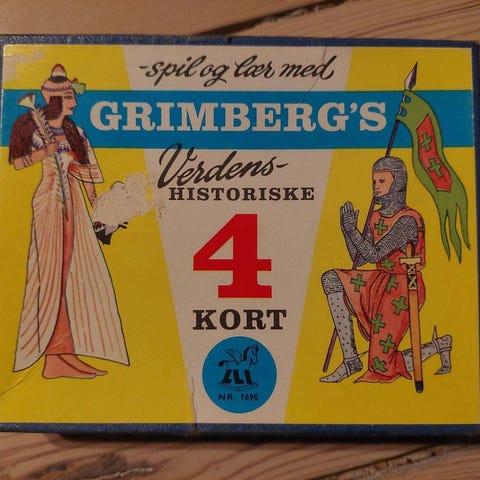 -spil og lær med
GRIMBERG'S
Verdens-
HISTORISKE
4
KORT
NR. 1690